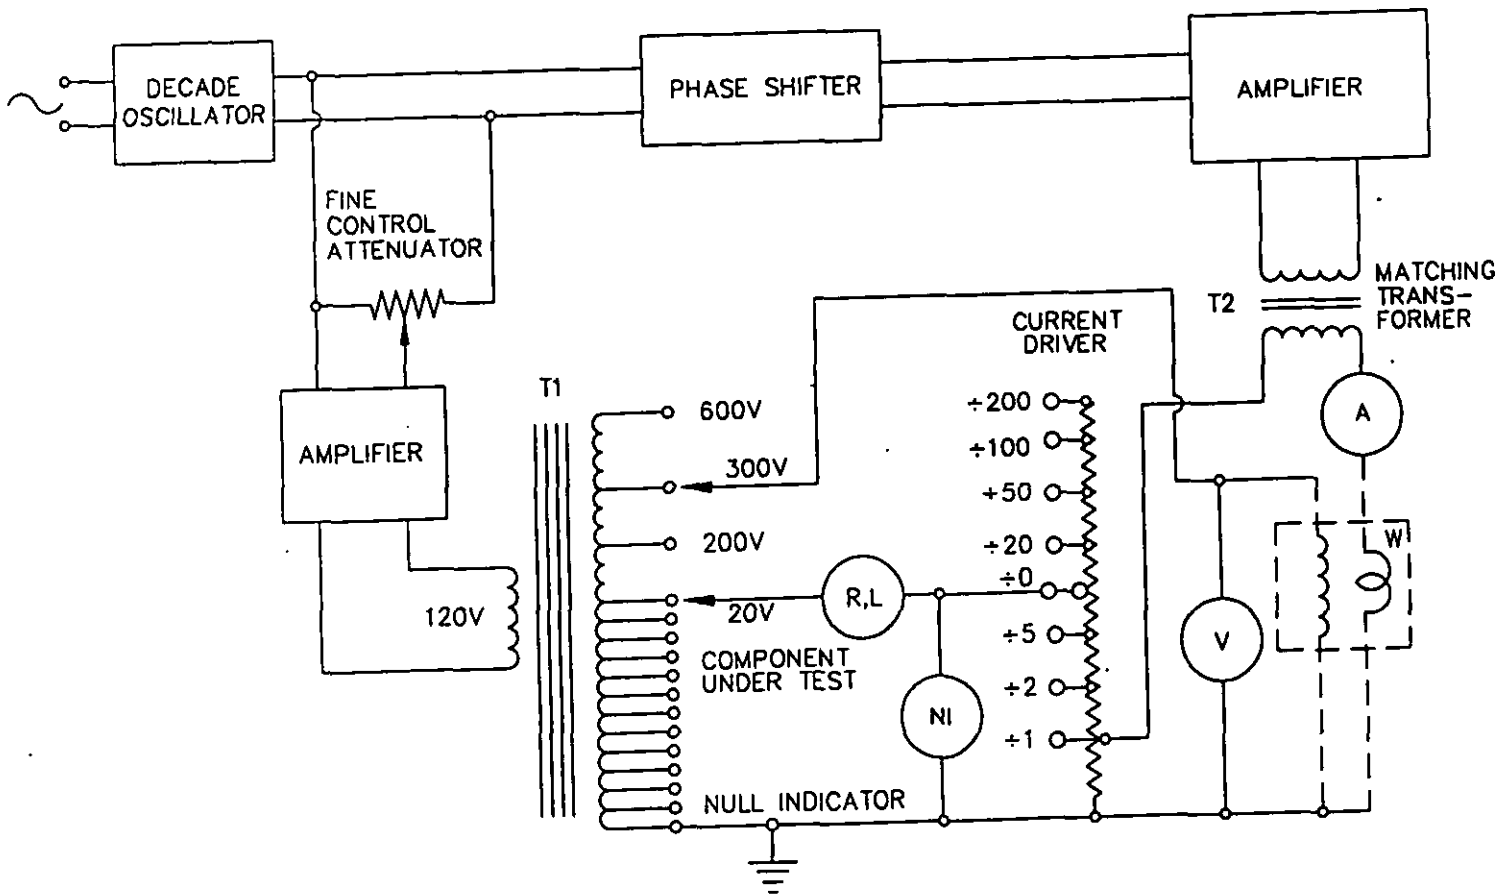 DECADE
OSCILLATOR
PHASE SHIFTER
AMPLIFIER
FINE
CONTROL
ATTENUATOR
MATCHING
TRANS-
FORMER
T2
CURRENT
DRIVER
T1
600V
÷200
A
÷100
AMPLIFIER
300V
÷50
200V
÷20
W
÷0
R,L
120V
20V
÷5
V
COMPONENT
UNDER TEST
÷2
NI
÷1
NULL INDICATOR